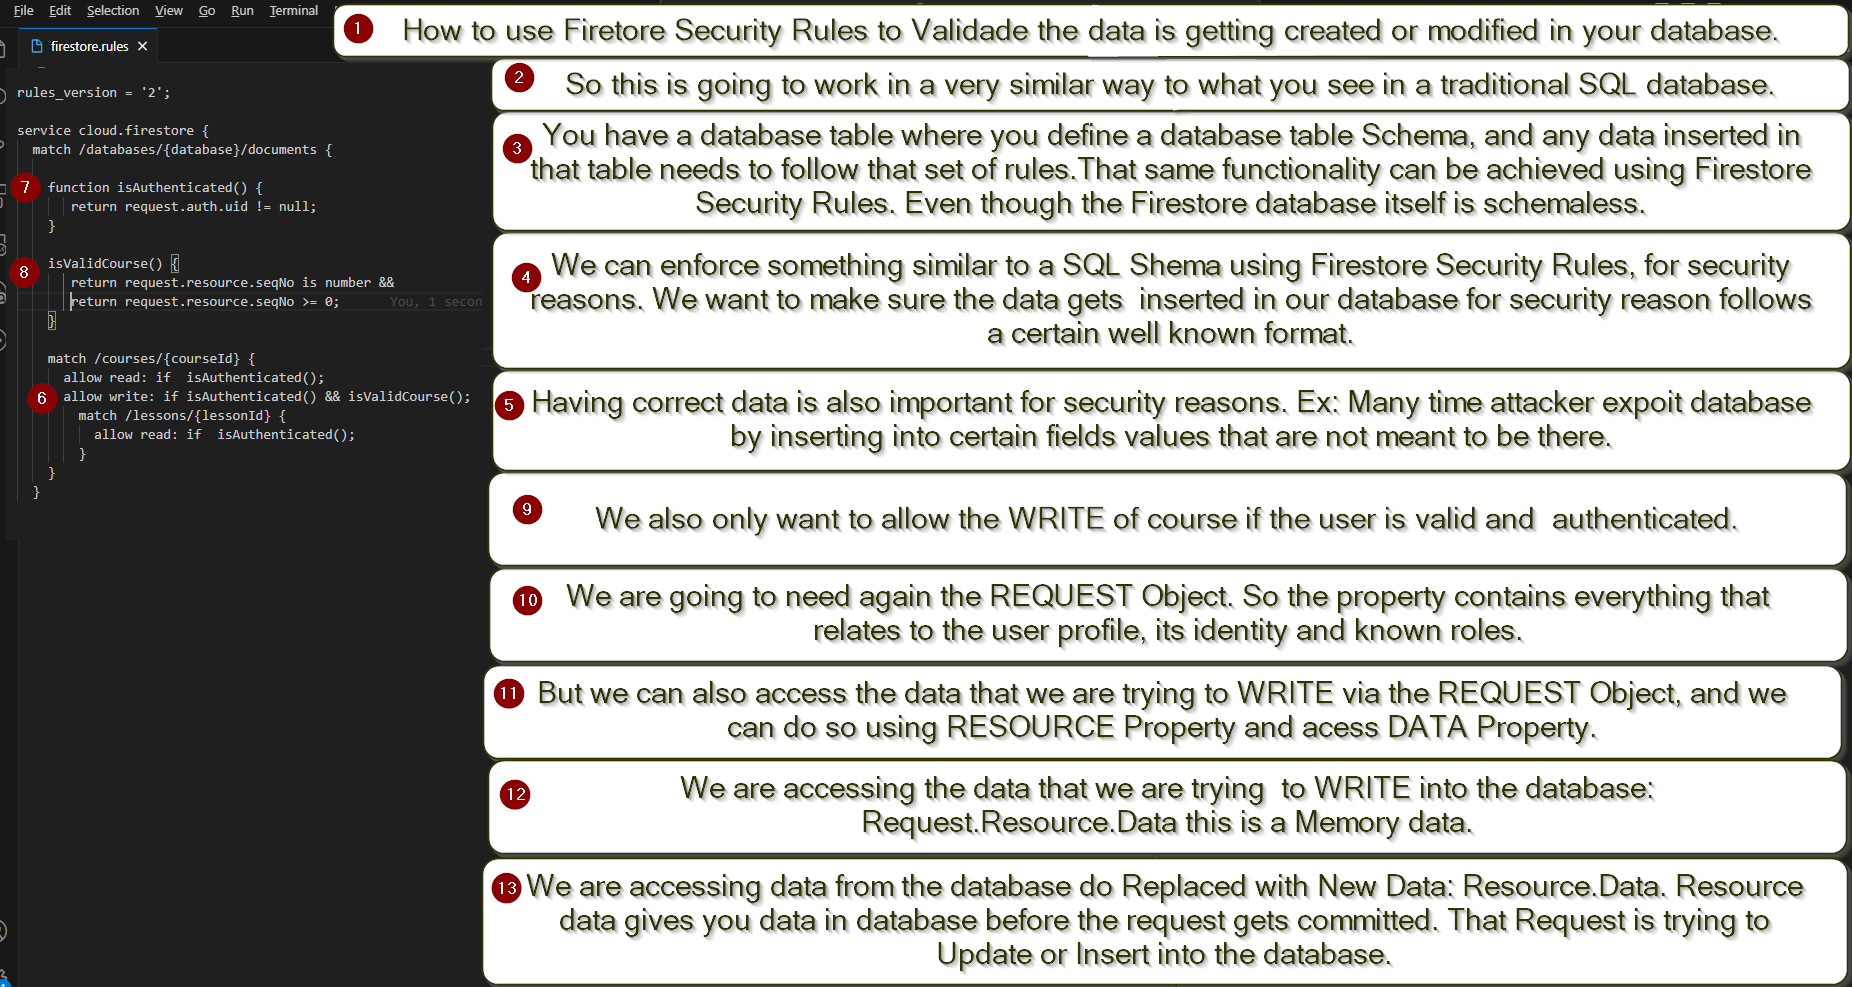 File Edit Selection View Go Run Terminal
firestore.rules
rules_version = '2';
service cloud.firestore {
match /databases/{database}/documents {
7 function isAuthenticated() {
return request.auth.uid != null;
}
8 isValidCourse() {
return request.resource.seqNo is number &&
return request.resource.seqNo >= 0; You, 1 secon
}
match /courses/{courseId} {
allow read: if isAuthenticated();
6 allow write: if isAuthenticated() && isValidCourse();
match /lessons/{lessonId} {
allow read: if isAuthenticated();
}
}
}
1 How to use Firetore Security Rules to Validade the data is getting created or modified in your database.
2 So this is going to work in a very similar way to what you see in a traditional SQL database.
3 You have a database table where you define a database table Schema, and any data inserted in
that table needs to follow that set of rules.That same functionality can be achieved using Firestore
Security Rules. Even though the Firestore database itself is schemaless.
4 We can enforce something similar to a SQL Shema using Firestore Security Rules, for security
reasons. We want to make sure the data gets inserted in our database for security reason follows
a certain well known format.
5 Having correct data is also important for security reasons. Ex: Many time attacker expoit database
by inserting into certain fields values that are not meant to be there.
9 We also only want to allow the WRITE of course if the user is valid and authenticated.
10 We are going to need again the REQUEST Object. So the property contains everything that
relates to the user profile, its identity and known roles.
11 But we can also access the data that we are trying to WRITE via the REQUEST Object, and we
can do so using RESOURCE Property and acess DATA Property.
12 We are accessing the data that we are trying to WRITE into the database:
Request.Resource.Data this is a Memory data.
13 We are accessing data from the database do Replaced with New Data: Resource.Data. Resource
data gives you data in database before the request gets committed. That Request is trying to
Update or Insert into the database.